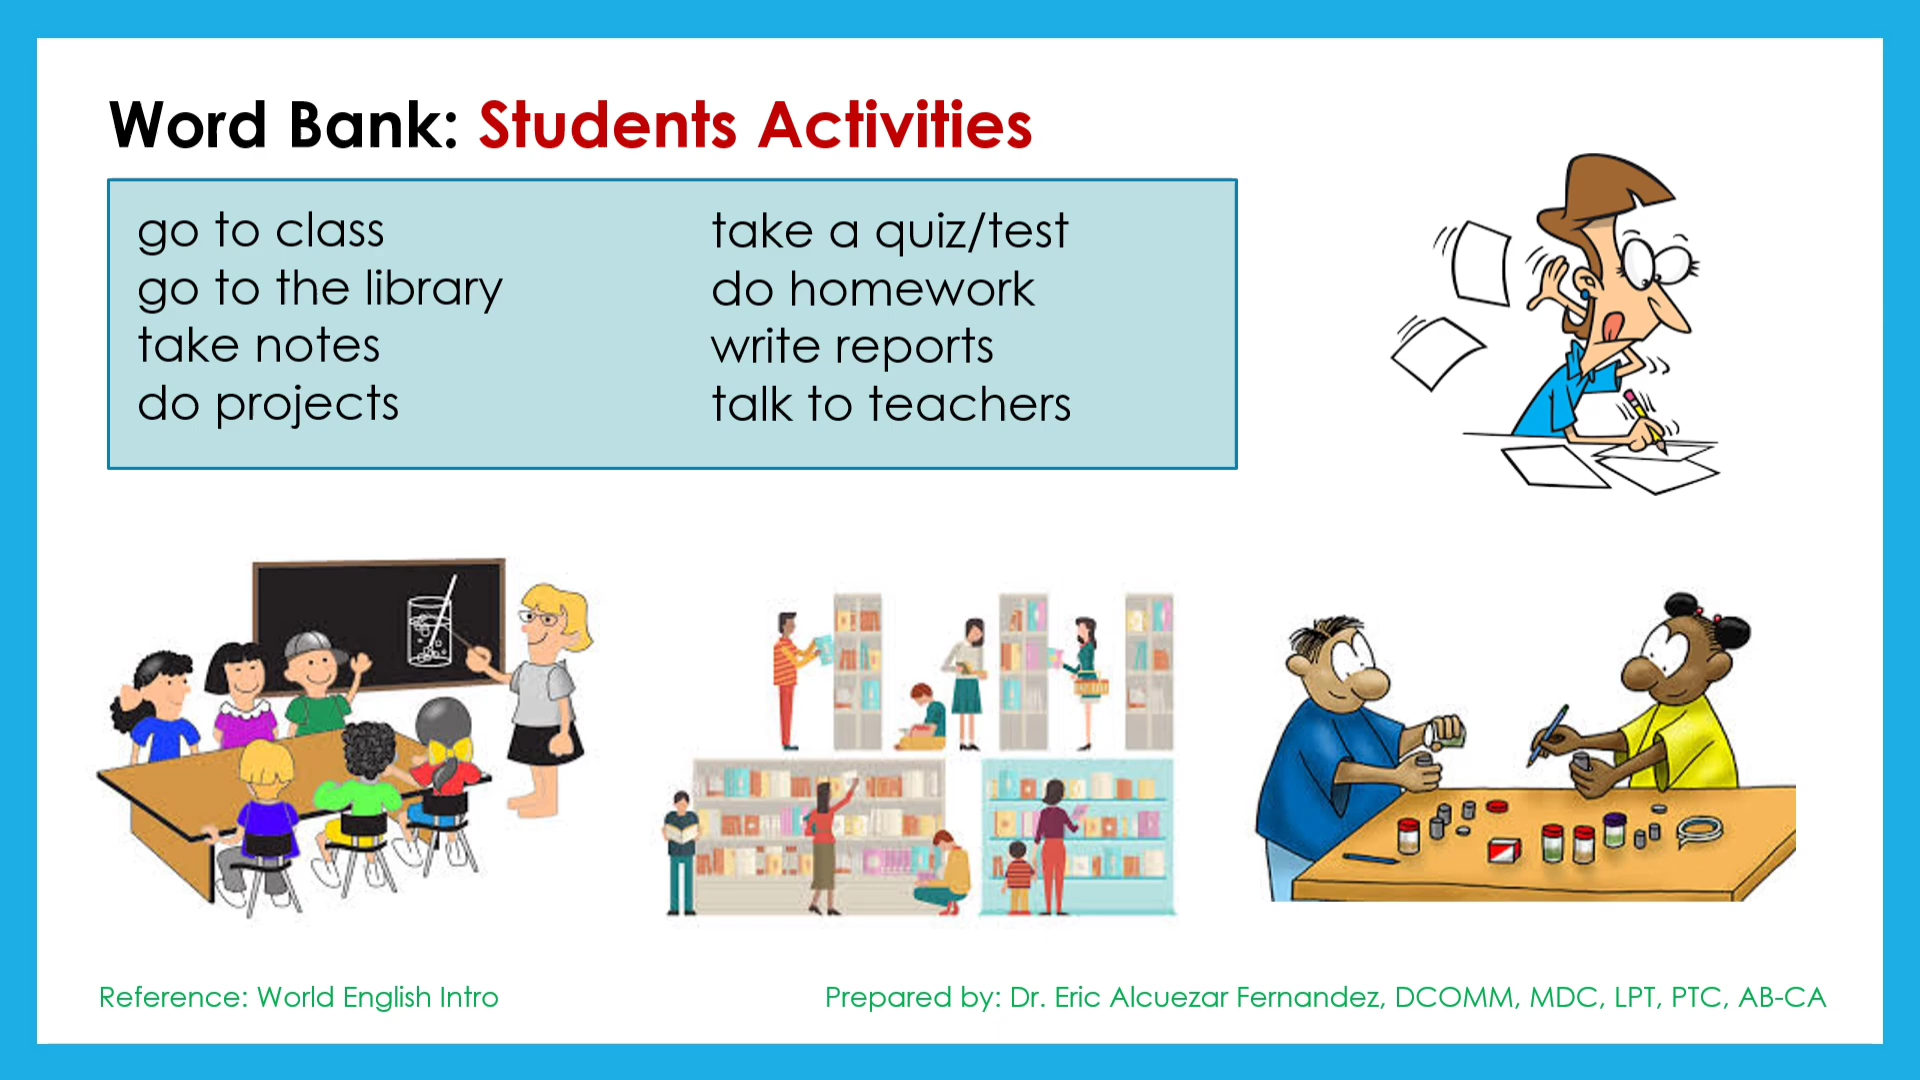 Word Bank: Students Activities
go to class
go to the library
take notes
do projects
take a quiz/test
do homework
write reports
talk to teachers
Reference: World English Intro
Prepared by: Dr. Eric Alcuezar Fernandez, DCOMM, MDC, LPT, PTC, AB-CA